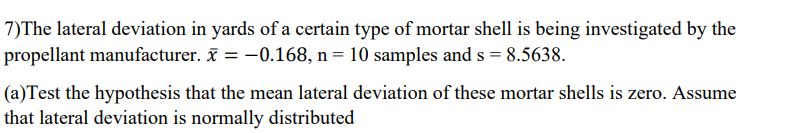 7)The lateral deviation in yards of a certain type of mortar shell is being investigated by the
propellant manufacturer. x̄ = −0.168, n = 10 samples and s = 8.5638.
(a)Test the hypothesis that the mean lateral deviation of these mortar shells is zero. Assume
that lateral deviation is normally distributed